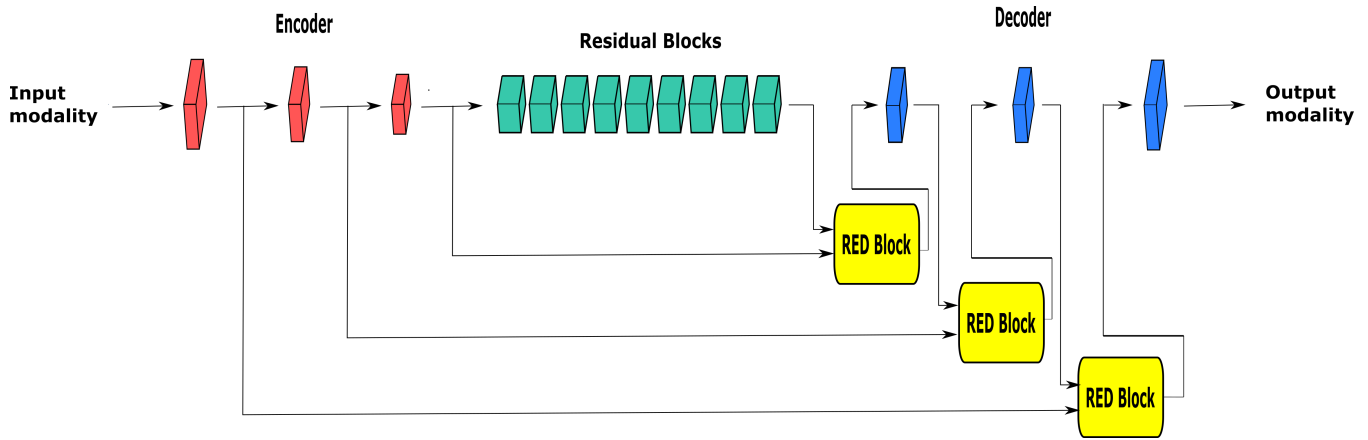 Encoder
Residual Blocks
Decoder
Input
modality
Output
modality
RED Block
RED Block
RED Block